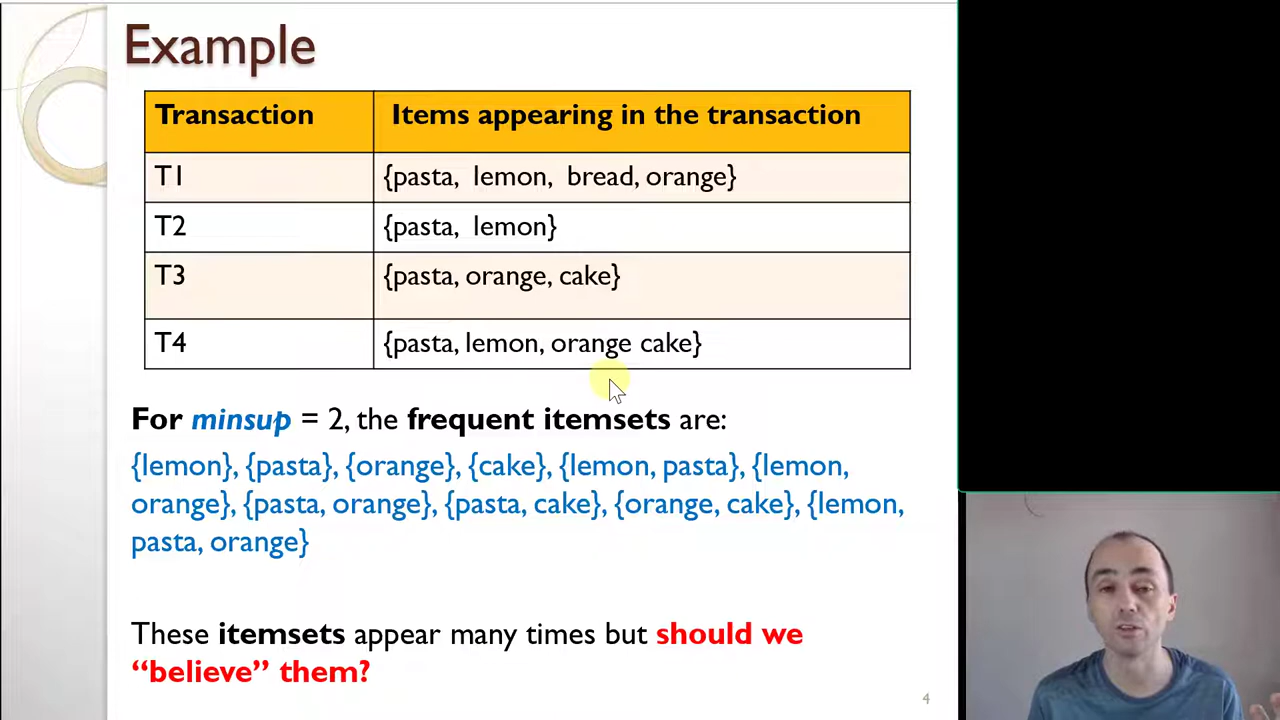 Example
Transaction Items appearing in the transaction
T1 {pasta, lemon, bread, orange}
T2 {pasta, lemon}
T3 {pasta, orange, cake}
T4 {pasta, lemon, orange cake}
For minsup = 2, the frequent itemsets are:
{lemon}, {pasta}, {orange}, {cake}, {lemon, pasta}, {lemon,
orange}, {pasta, orange}, {pasta, cake}, {orange, cake}, {lemon,
pasta, orange}
These itemsets appear many times but should we
“believe” them?
4